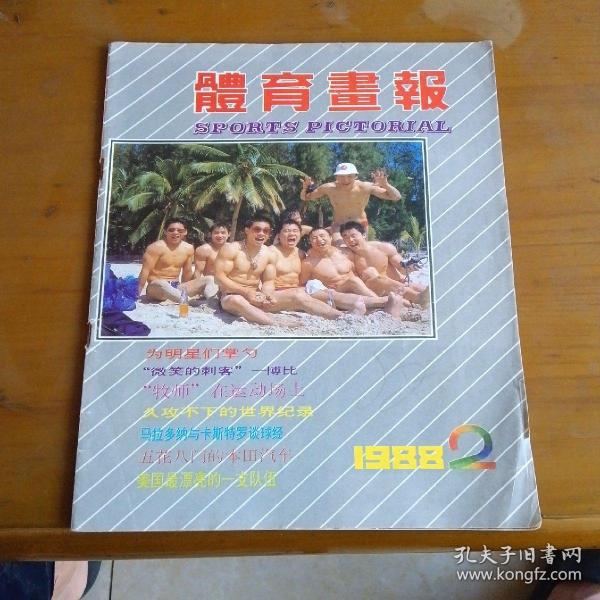 體育畫報
SPORTS PICTORIAL
为明星们掌勺
“微笑的刺客”—博比
“牧师”在运动场上
久攻不下的世界纪录
马拉多纳与卡斯特罗谈球经
五花八门的本田汽车
美国最漂亮的一支队伍
1988 2
孔夫子旧书网
www.kongfz.com